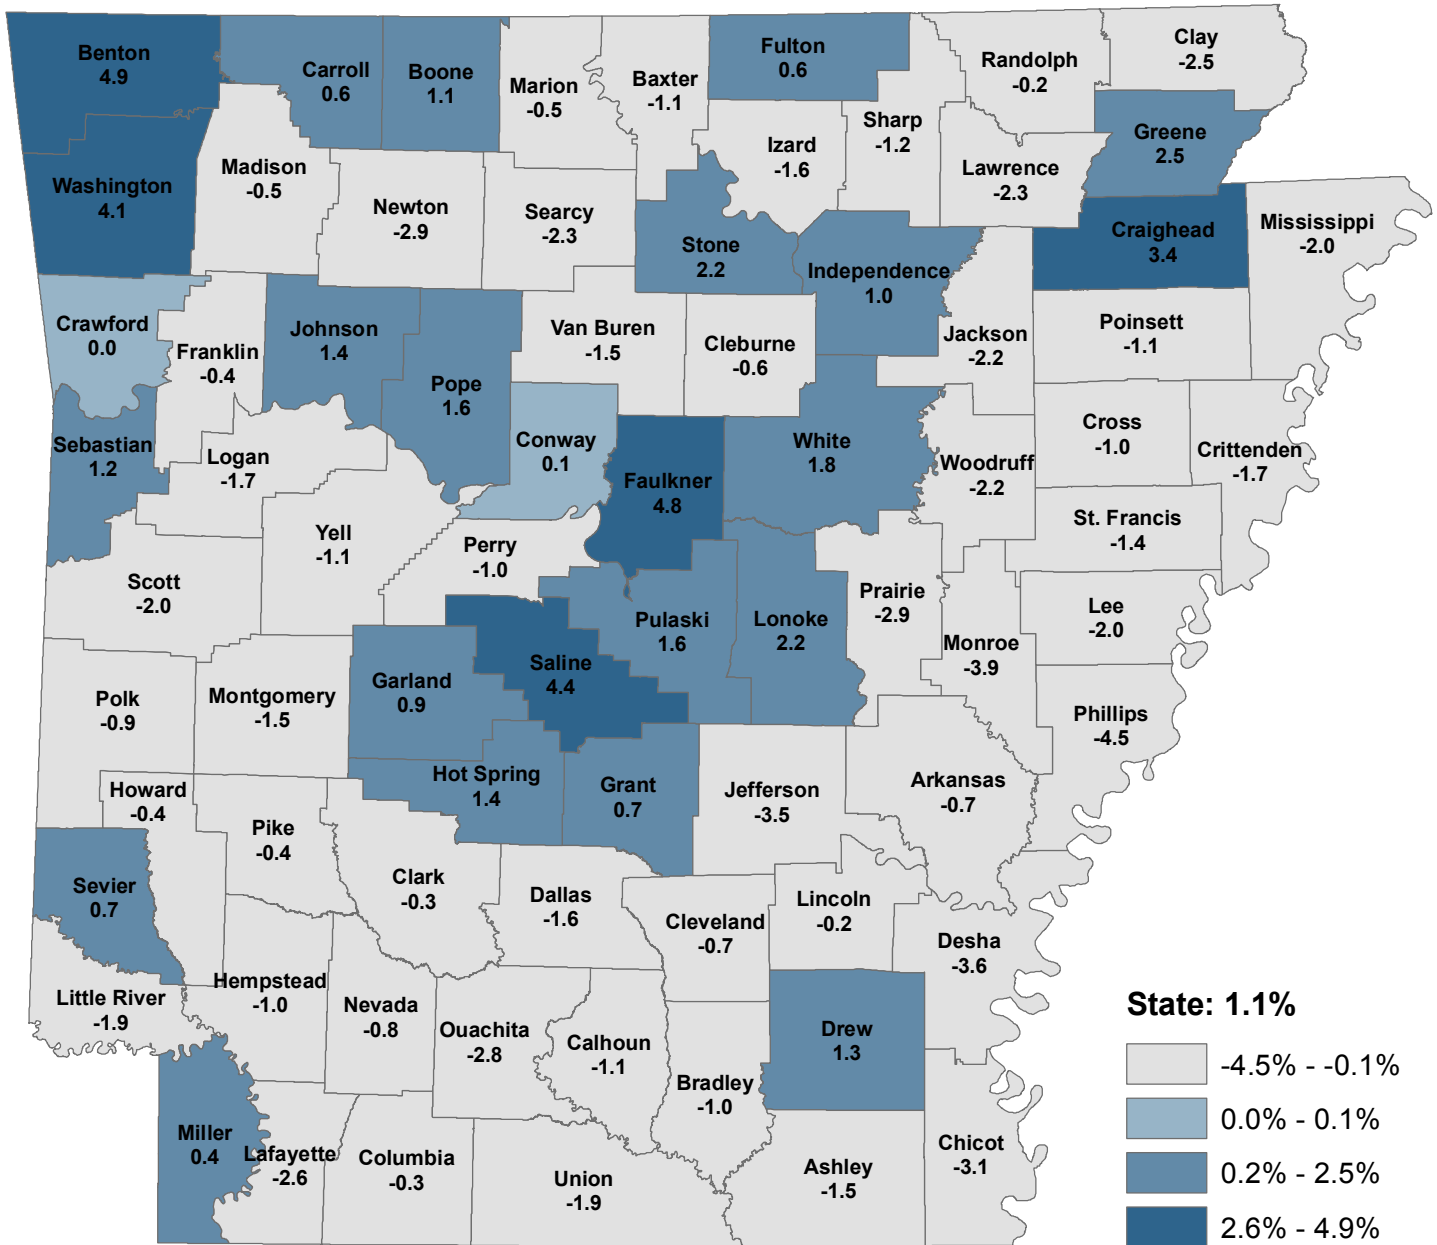 Benton
4.9
Carroll
0.6
Boone
1.1
Marion
-0.5
Baxter
-1.1
Fulton
0.6
Randolph
-0.2
Clay
-2.5
Sharp
-1.2
Izard
-1.6
Greene
2.5
Lawrence
-2.3
Washington
4.1
Madison
-0.5
Newton
-2.9
Searcy
-2.3
Stone
2.2
Independence
1.0
Craighead
3.4
Mississippi
-2.0
Crawford
0.0
Franklin
-0.4
Johnson
1.4
Pope
1.6
Van Buren
-1.5
Cleburne
-0.6
Jackson
-2.2
Poinsett
-1.1
Sebastian
1.2
Logan
-1.7
Conway
0.1
Faulkner
4.8
White
1.8
Woodruff
-2.2
Cross
-1.0
Crittenden
-1.7
Yell
-1.1
Perry
-1.0
St. Francis
-1.4
Scott
-2.0
Pulaski
1.6
Lonoke
2.2
Prairie
-2.9
Monroe
-3.9
Lee
-2.0
Polk
-0.9
Montgomery
-1.5
Garland
0.9
Saline
4.4
Phillips
-4.5
Howard
-0.4
Pike
-0.4
Hot Spring
1.4
Grant
0.7
Jefferson
-3.5
Arkansas
-0.7
Sevier
0.7
Clark
-0.3
Dallas
-1.6
Cleveland
-0.7
Lincoln
-0.2
Desha
-3.6
Little River
-1.9
Hempstead
-1.0
Nevada
-0.8
Ouachita
-2.8
Calhoun
-1.1
Bradley
-1.0
Drew
1.3
Miller
0.4
Lafayette
-2.6
Columbia
-0.3
Union
-1.9
Ashley
-1.5
Chicot
-3.1
State: 1.1%
-4.5% - -0.1%
0.0% - 0.1%
0.2% - 2.5%
2.6% - 4.9%